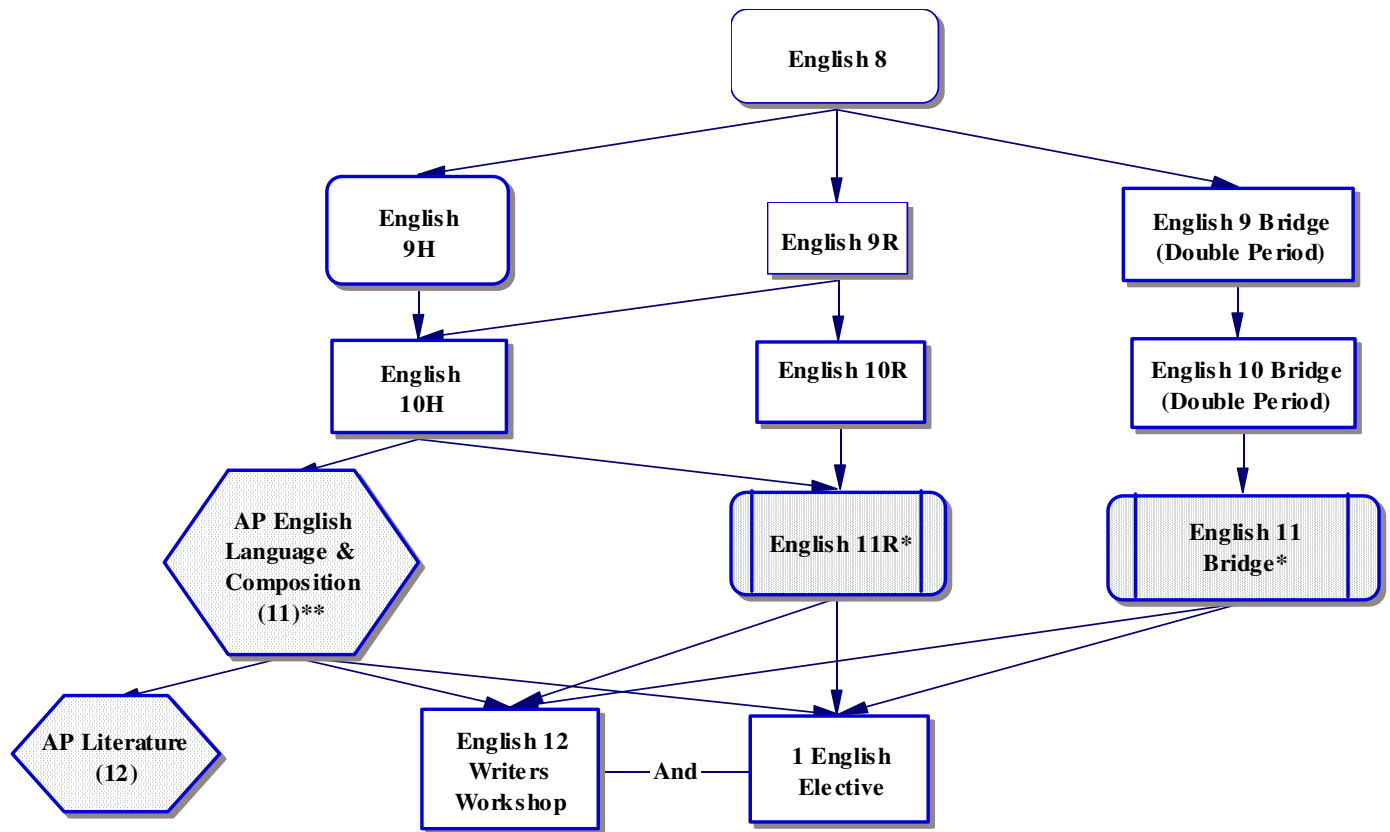 English 8
English
9H
English 9R
English 9 Bridge
(Double Period)
English
10H
English 10R
English 10 Bridge
(Double Period)
AP English
Language &
Composition
(11)**
English 11R*
English 11
Bridge*
AP Literature
(12)
English 12
Writers
Workshop
And
1 English
Elective